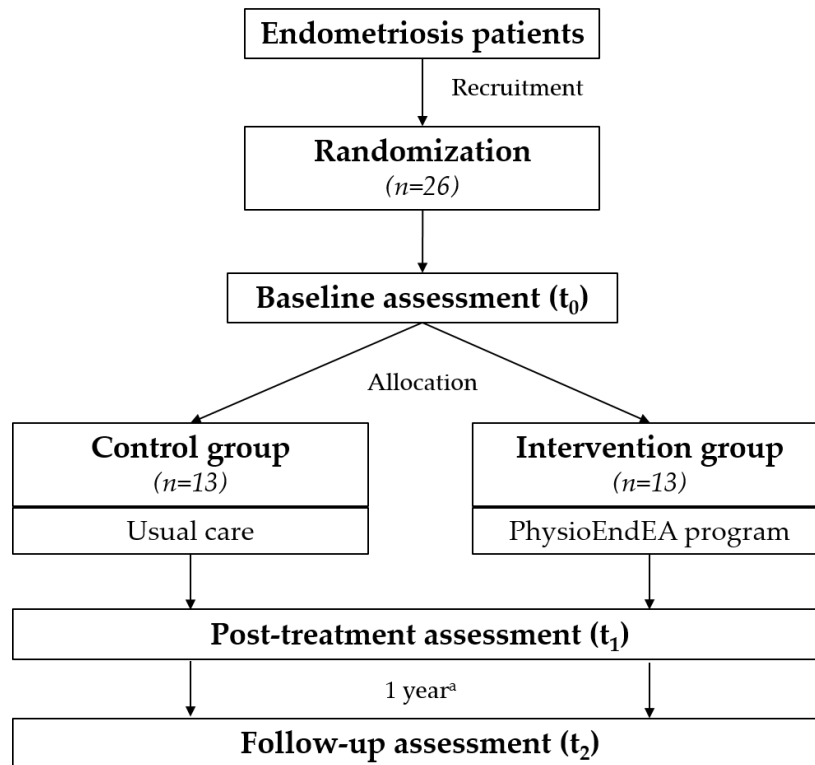 Endometriosis patients
Recruitment
Randomization
(n=26)
Baseline assessment (t₀)
Allocation
Control group
(n=13)
Usual care
Intervention group
(n=13)
PhysioEndEA program
Post-treatment assessment (t₁)
1 yearᵃ
Follow-up assessment (t₂)